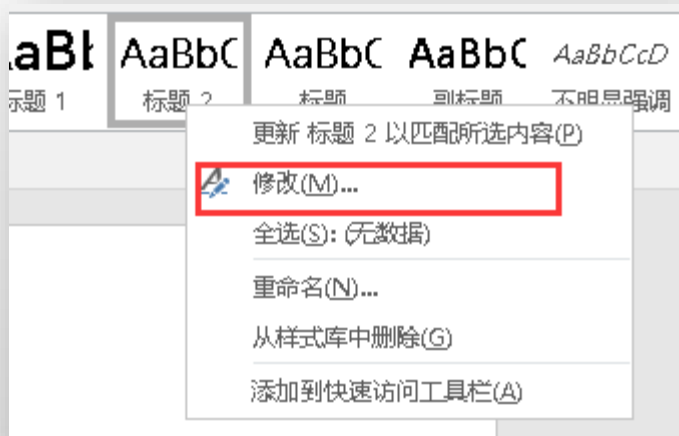 aaBb AaBbC AaBbC AaBbC AaBbCcD
标题 1 标题 2 标题 副标题 不明显强调
更新 标题 2 以匹配所选内容(P)
修改(M)...
全选(S): (无数据)
重命名(N)...
从样式库中删除(G)
添加到快速访问工具栏(A)